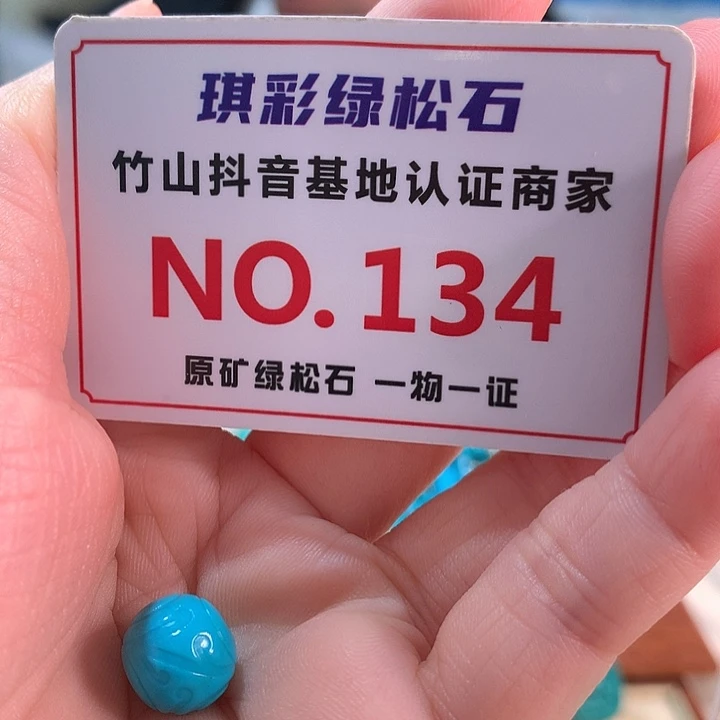 琪彩绿松石
竹山抖音基地认证商家
NO.134
原矿绿松石 一物一证